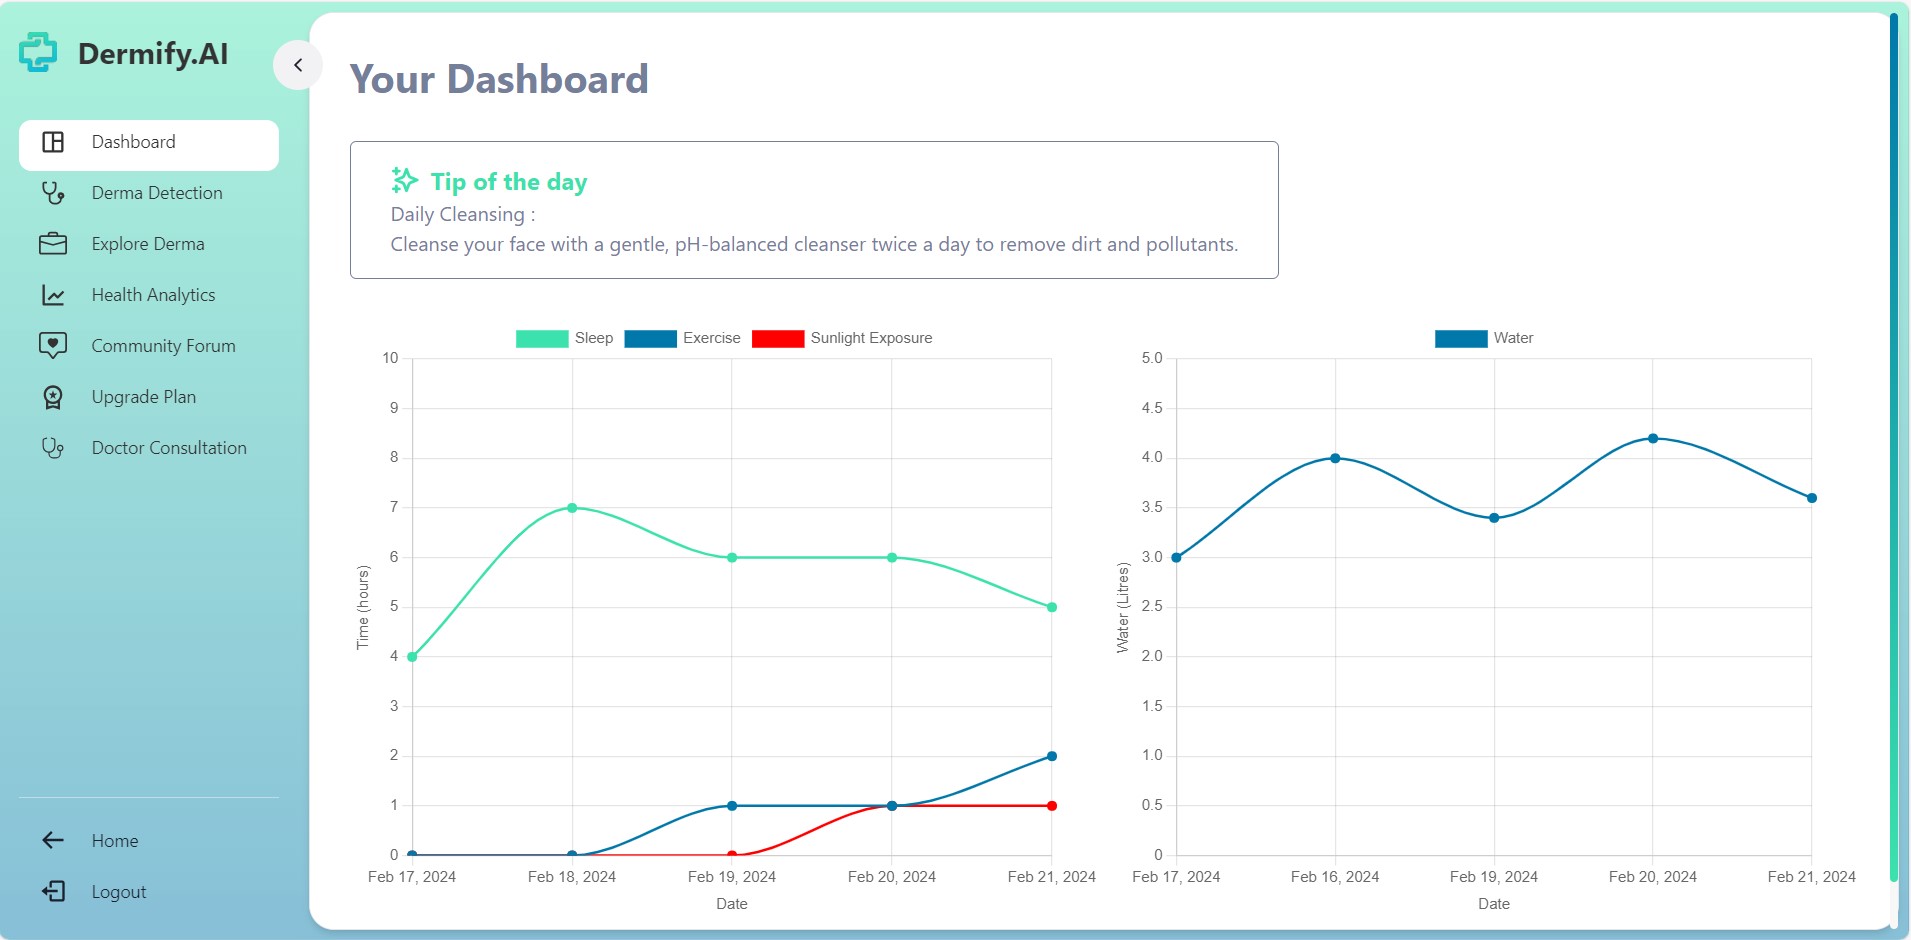 Dermify.AI
Dashboard
Derma Detection
Explore Derma
Health Analytics
Community Forum
Upgrade Plan
Doctor Consultation
Home
Logout
Your Dashboard
Tip of the day
Daily Cleansing :
Cleanse your face with a gentle, pH-balanced cleanser twice a day to remove dirt and pollutants.
Sleep Exercise Sunlight Exposure
10
9
8
7
6
5
4
3
2
1
0
Time (hours)
Feb 17, 2024 Feb 18, 2024 Feb 19, 2024 Feb 20, 2024 Feb 21, 2024
Date
Water
5.0
4.5
4.0
3.5
3.0
2.5
2.0
1.5
1.0
0.5
0
Water (Litres)
Feb 17, 2024 Feb 16, 2024 Feb 19, 2024 Feb 20, 2024 Feb 21, 2024
Date